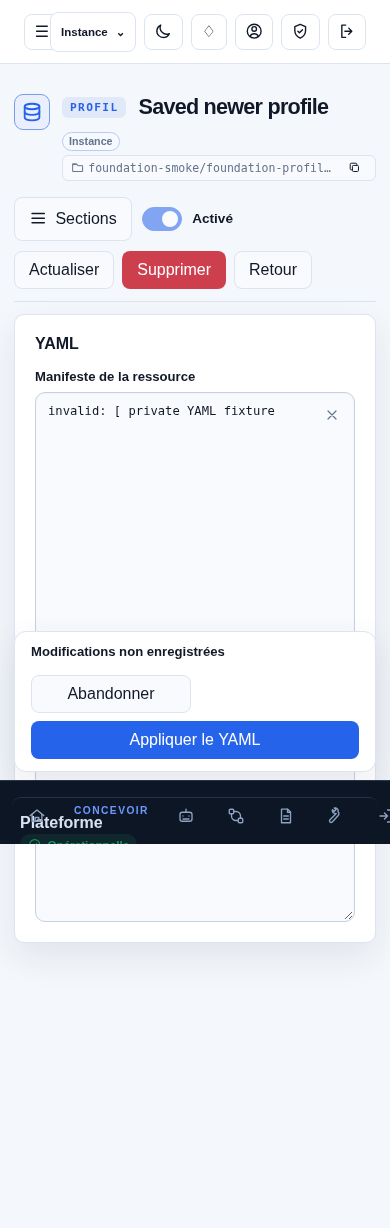 Instance
PROFIL Saved newer profile
Instance
foundation-smoke/foundation-profil…
Sections
Activé
Actualiser Supprimer Retour
YAML
Manifeste de la ressource
invalid: [ private YAML fixture
Modifications non enregistrées
Abandonner
Appliquer le YAML
CONCEVOIR
Plateforme
Opérationnelle